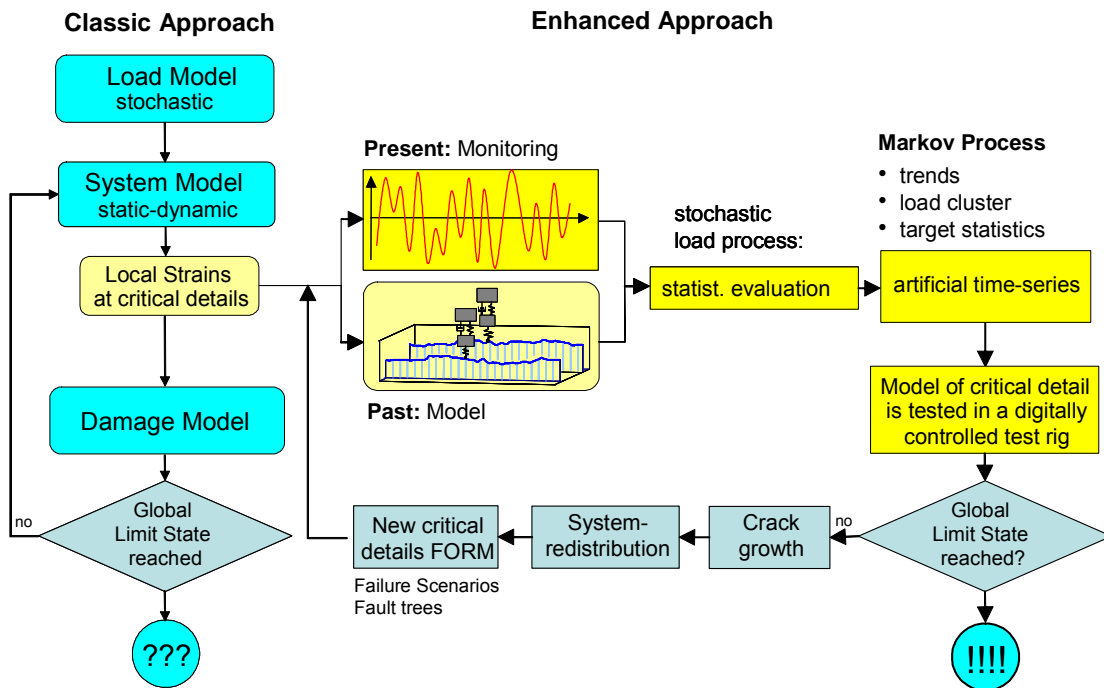 Classic Approach
Enhanced Approach
Load Model
stochastic
System Model
static-dynamic
Local Strains
at critical details
Damage Model
Global
Limit State
reached
no
???
Present: Monitoring
Past: Model
stochastic
load process:
statist. evaluation
Markov Process
• trends
• load cluster
• target statistics
artificial time-series
Model of critical detail
is tested in a digitally
controlled test rig
Global
Limit State
reached?
no
!!!!
Crack
growth
System-
redistribution
New critical
details FORM
Failure Scenarios
Fault trees